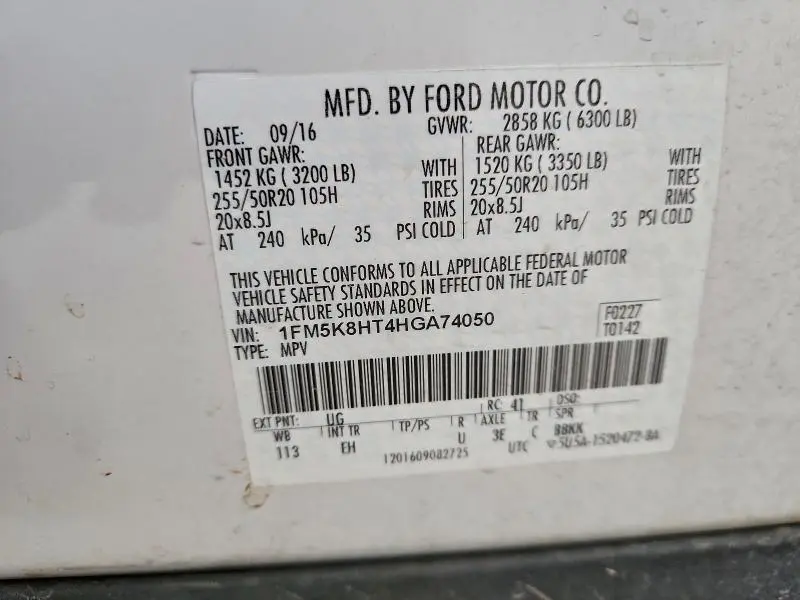 MFD. BY FORD MOTOR CO.
DATE: 09/16 GVWR: 2858 KG ( 6300 LB)
FRONT GAWR: REAR GAWR:
1452 KG ( 3200 LB) WITH 1520 KG ( 3350 LB) WITH
255/50R20 105H TIRES 255/50R20 105H TIRES
20x8.5J RIMS 20x8.5J RIMS
AT 240 kPa/ 35 PSI COLD AT 240 kPa/ 35 PSI COLD
THIS VEHICLE CONFORMS TO ALL APPLICABLE FEDERAL MOTOR
VEHICLE SAFETY STANDARDS IN EFFECT ON THE DATE OF
MANUFACTURE SHOWN ABOVE.
VIN: 1FM5K8HT4HGA74050 F0227
TYPE: MPV T0142
EXT PNT: UG RC: 41 DSO:
WB INT TR TP/PS R AXLE TR SPR
113 EH U 3E C BBKK
1201609082725 UTC 5U5A-1520472-BA